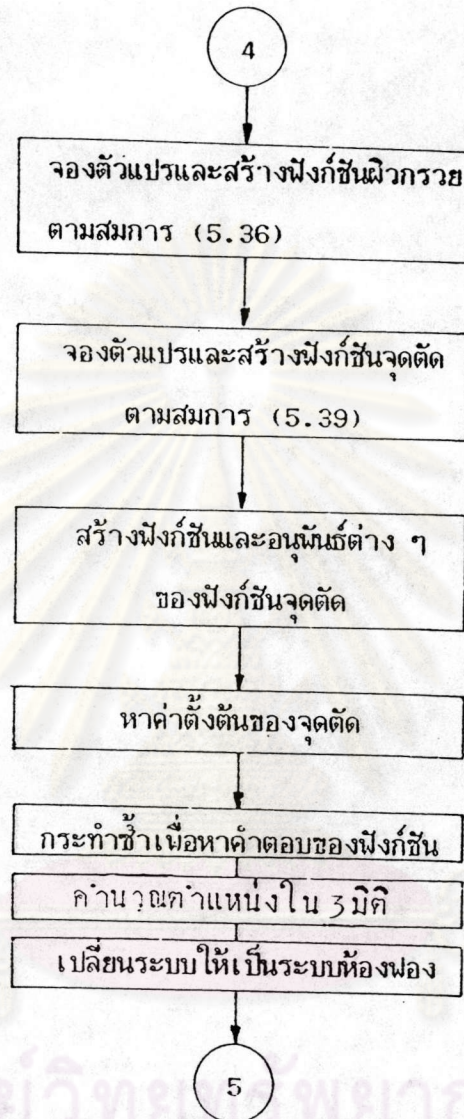 4
จองตัวแปรและสร้างฟังก์ชันผิวกรวย
ตามสมการ (5.36)
จองตัวแปรและสร้างฟังก์ชันจุดตัด
ตามสมการ (5.39)
สร้างฟังก์ชันและอนุพันธ์ต่าง ๆ
ของฟังก์ชันจุดตัด
หาค่าตั้งต้นของจุดตัด
กระทำซ้ำเพื่อหาคำตอบของฟังก์ชัน
คำนวณตำแหน่งใน 3 มิติ
เปลี่ยนระบบให้เป็นระบบห้องฟอง
5